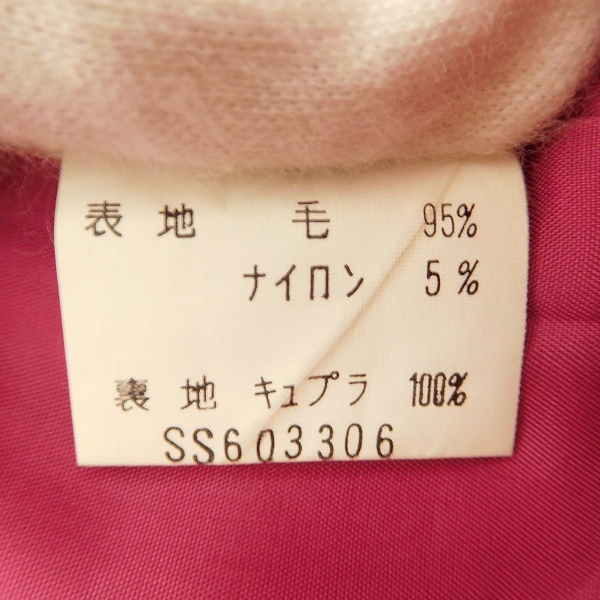 表地 毛 95%
ナイロン 5%
裏地 キュプラ 100%
SS603306